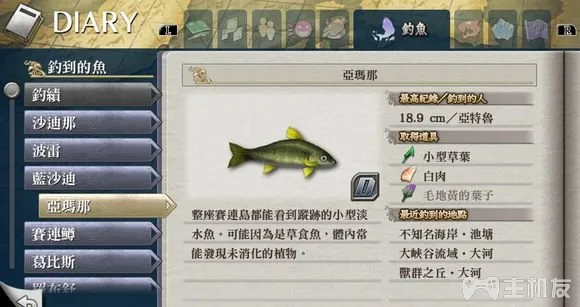 DIARY
L
釣魚
R
釣到的魚
釣績
沙迪那
波雷
藍沙迪
亞瑪那
賽連鱒
葛比斯
亞瑪那
D
整座賽連島都能看到蹤跡的小型淡
水魚。可能因為是草食魚，體內常
能發現未消化的植物。
最高紀錄／釣到的人
18.9 cm／亞特魯
取得道具
小型草葉
白肉
毛地黃的葉子
最近釣到的地點
不知名海岸・池塘
大峽谷流域・大河
獸群之丘・大河
主机友